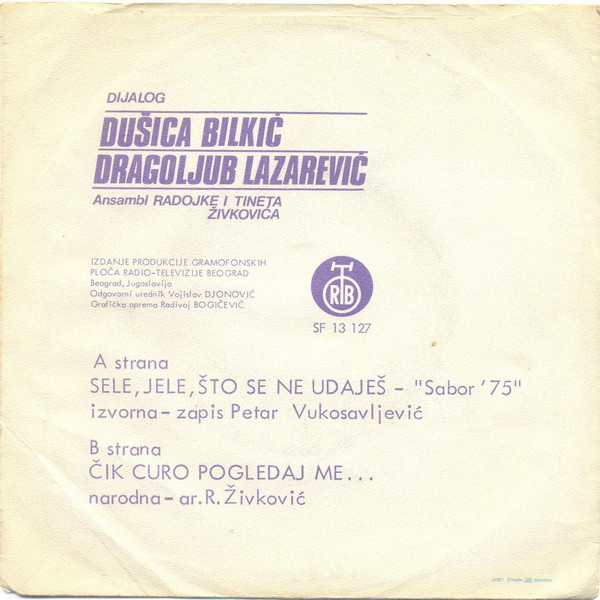 DIJALOG
DUŠICA BILKIĆ
DRAGOLJUB LAZAREVIĆ
Ansambl RADOJKE I TINETA
ŽIVKOVIĆA
IZDANJE PRODUKCIJE GRAMOFONSKIH
PLOČA RADIO-TELEVIZIJE BEOGRAD
Beograd, Jugoslavija
Odgovorni urednik Vojislav DJONOVIĆ
Grafička oprema Radivoj BOGIČEVIĆ
RTB
SF 13 127
A strana
SELE, JELE, ŠTO SE NE UDAJEŠ - "Sabor '75"
izvorna - zapis Petar Vukosavljević
B strana
ČIK CURO POGLEDAJ ME...
narodna - ar. R. Živković